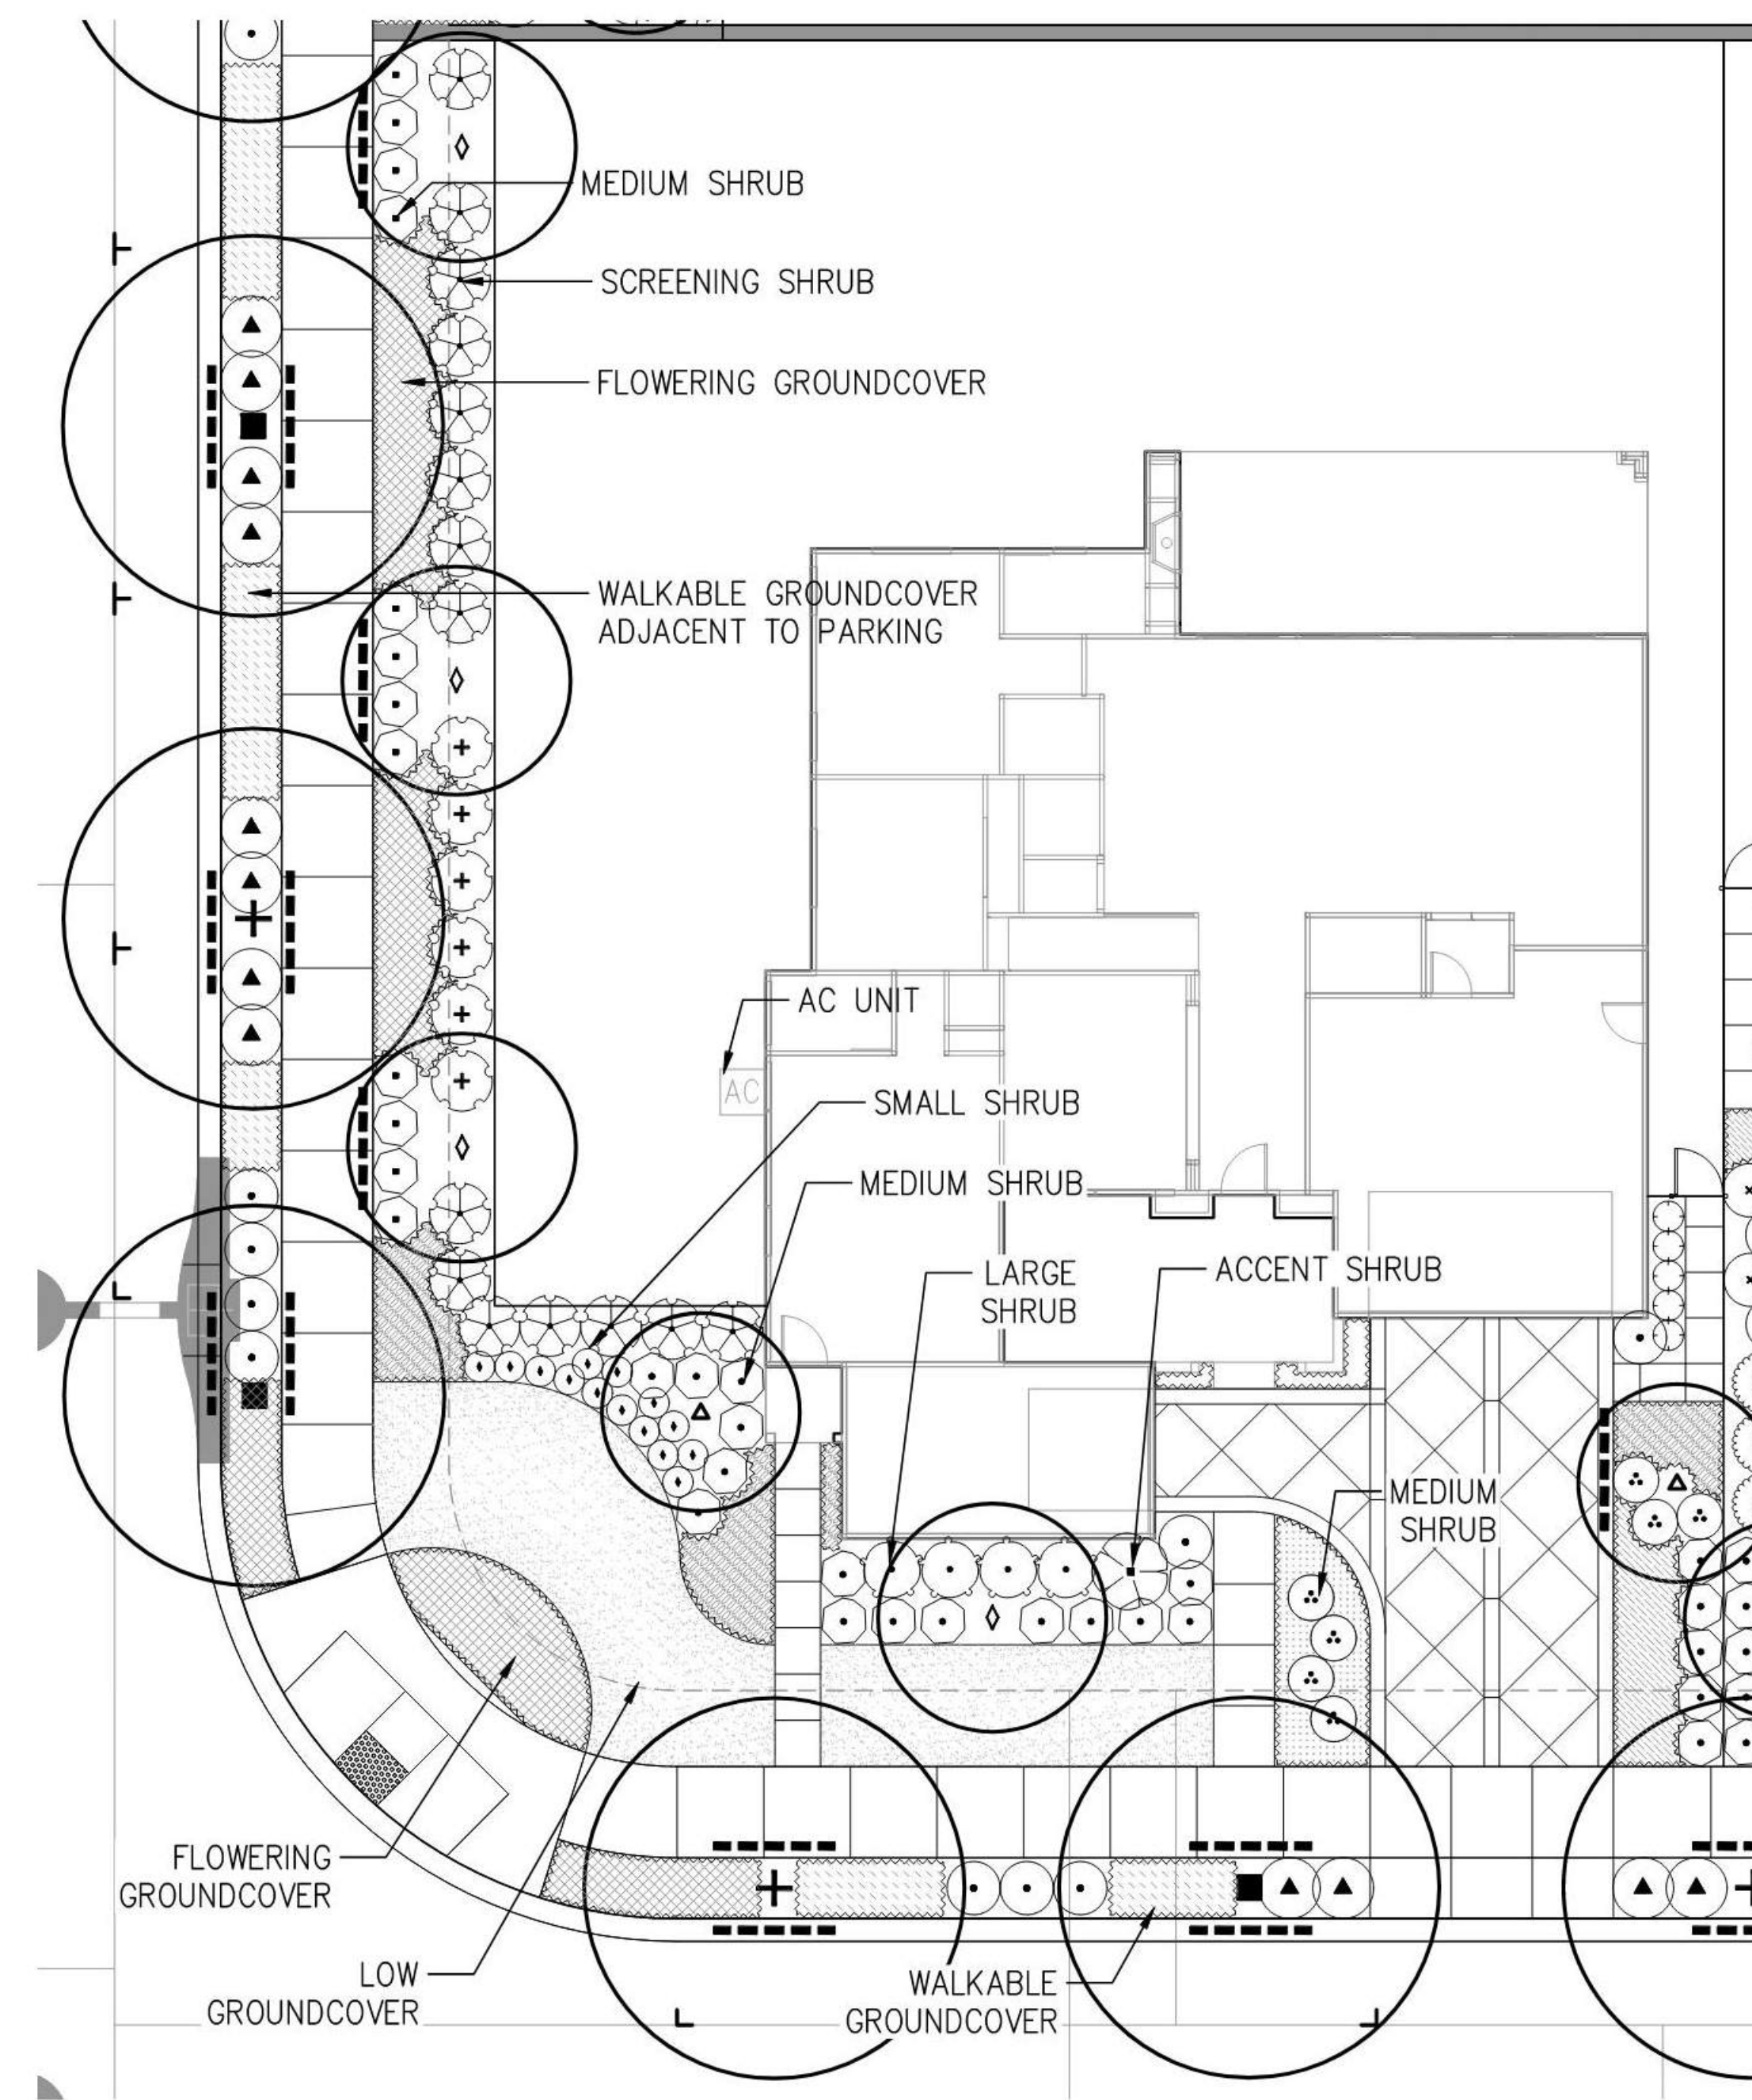 MEDIUM SHRUB
SCREENING SHRUB
FLOWERING GROUNDCOVER
WALKABLE GROUNDCOVER
ADJACENT TO PARKING
AC UNIT
AC
SMALL SHRUB
MEDIUM SHRUB
LARGE
SHRUB
ACCENT SHRUB
MEDIUM
SHRUB
FLOWERING
GROUNDCOVER
LOW
GROUNDCOVER
WALKABLE
GROUNDCOVER